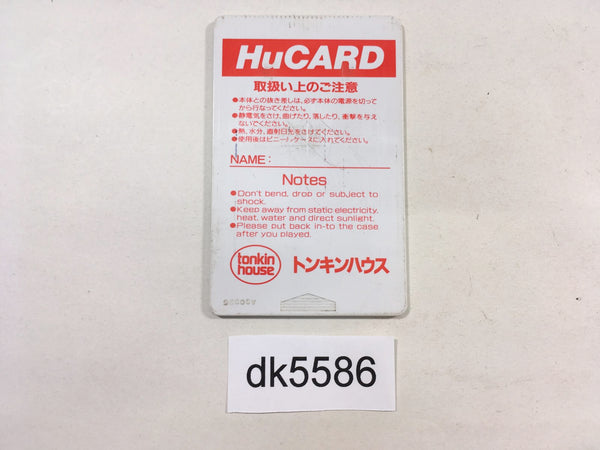 HuCARD
取扱い上のご注意
●本体との抜き差しは、必ず本体の電源を切って
から行なってください。
●静電気をさけ、曲げたり、落したり、衝撃を与え
ないでください。
●熱、水分、直射日光をさけてください。
●使用後はビニールケースに入れてください。
NAME:
Notes
●Don't bend, drop or subject to
shock.
●Keep away from static electricity,
heat, water and direct sunlight.
●Please put back in-to the case
after you played.
tonkin
house
トンキンハウス
dk5586